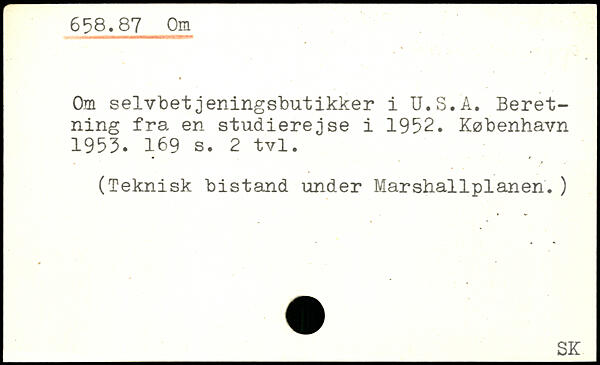 658.87 Om
Om selvbetjeningsbutikker i U.S.A. Beret-
ning fra en studierejse i 1952. København
1953. 169 s. 2 tvl.
(Teknisk bistand under Marshallplanen.)
SK